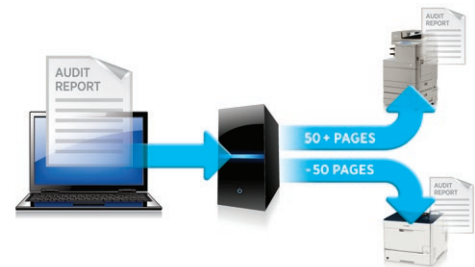 AUDIT
REPORT
AUDIT
REPORT
50+ PAGES
-50 PAGES
AUDIT
REPORT